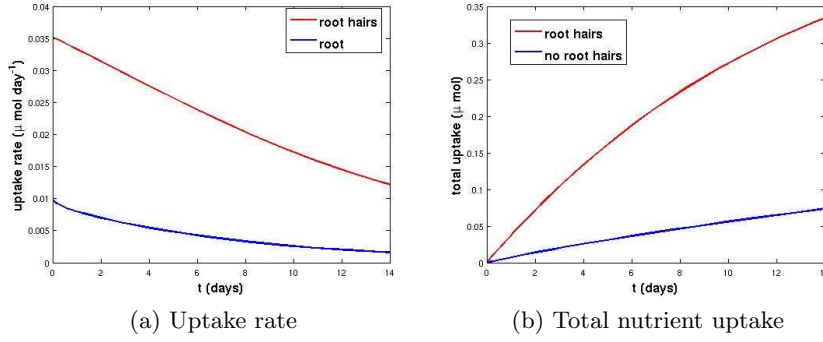 0.04
0.035
0.03
0.025
0.02
0.015
0.01
0.005
0
uptake rate (μ mol day⁻¹)
root hairs
root
0 2 4 6 8 10 12 14
t (days)
(a) Uptake rate
0.35
0.3
0.25
0.2
0.15
0.1
0.05
0
total uptake (μ mol)
root hairs
no root hairs
0 2 4 6 8 10 12 14
t (days)
(b) Total nutrient uptake